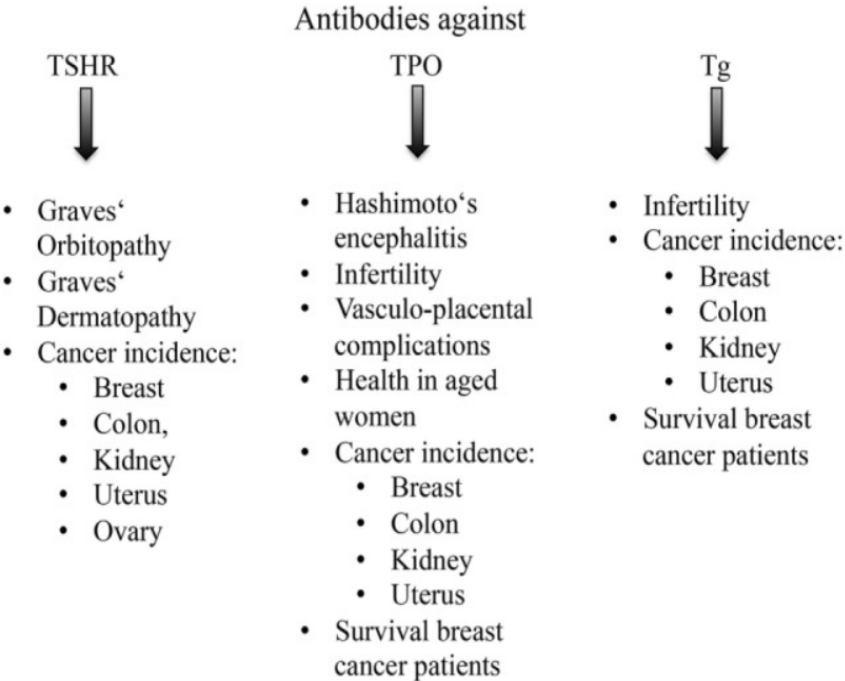 Antibodies against
TSHR
TPO
Tg
• Graves‘
Orbitopathy
• Graves‘
Dermatopathy
• Cancer incidence:
• Breast
• Colon,
• Kidney
• Uterus
• Ovary
• Hashimoto‘s
encephalitis
• Infertility
• Vasculo-placental
complications
• Health in aged
women
• Cancer incidence:
• Breast
• Colon
• Kidney
• Uterus
• Survival breast
cancer patients
• Infertility
• Cancer incidence:
• Breast
• Colon
• Kidney
• Uterus
• Survival breast
cancer patients